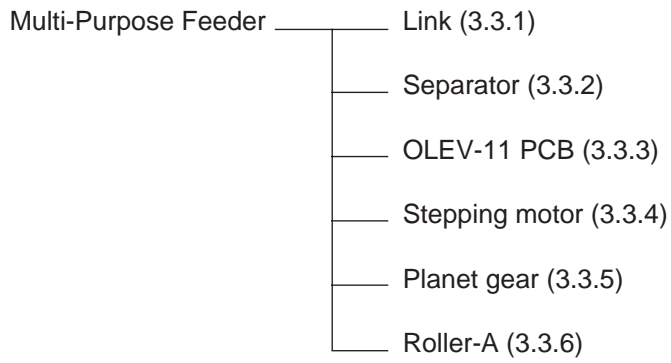 Multi-Purpose Feeder Link (3.3.1)
Separator (3.3.2)
OLEV-11 PCB (3.3.3)
Stepping motor (3.3.4)
Planet gear (3.3.5)
Roller-A (3.3.6)